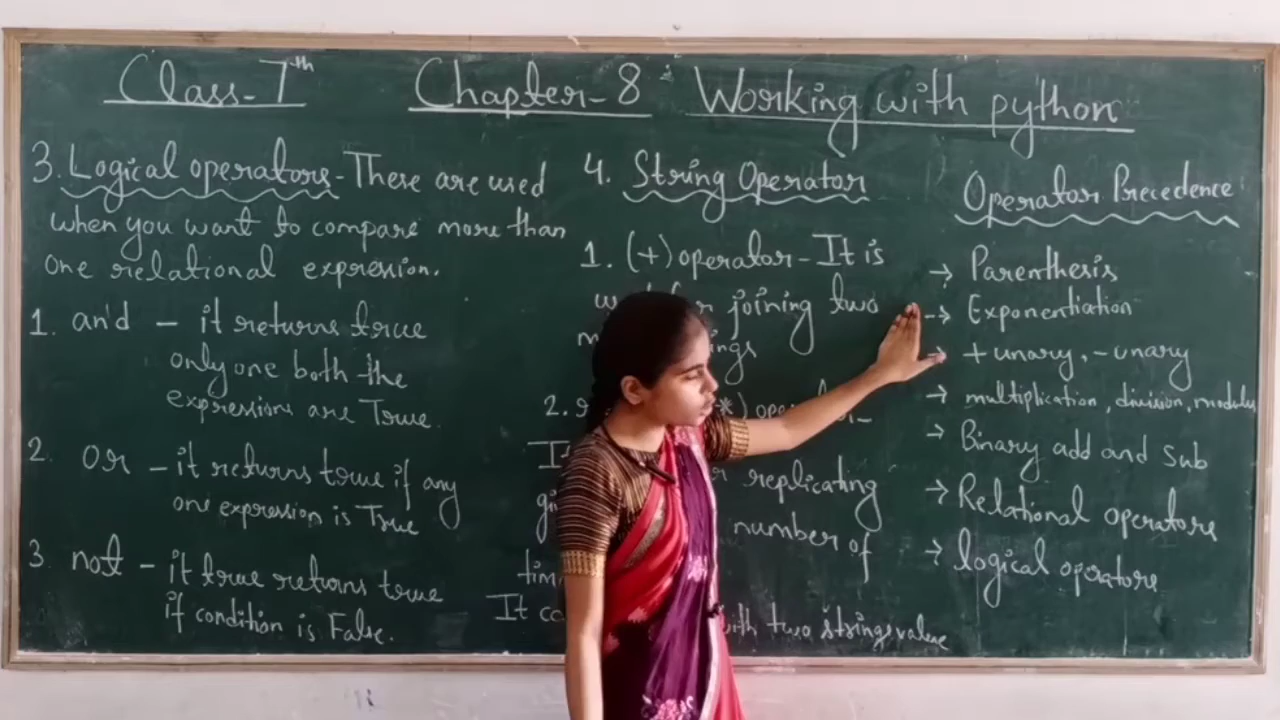 Class-7th Chapter-8 : Working with python
3. Logical operators - These are used
when you want to compare more than
one relational expression.
1. and - it returns true
only one both the
expressions are True.
2. or - it returns true if any
one expression is True
3. not - it true returns true
if condition is False.
4. String Operator
1. (+) operator - It is
joining two
2.
It replicating
number of
It with two strings value
Operator Precedence
→ Parenthesis
→ Exponentiation
→ + unary, - unary
→ multiplication, division, modulus
→ Binary add and Sub
→ Relational operators
→ logical operators